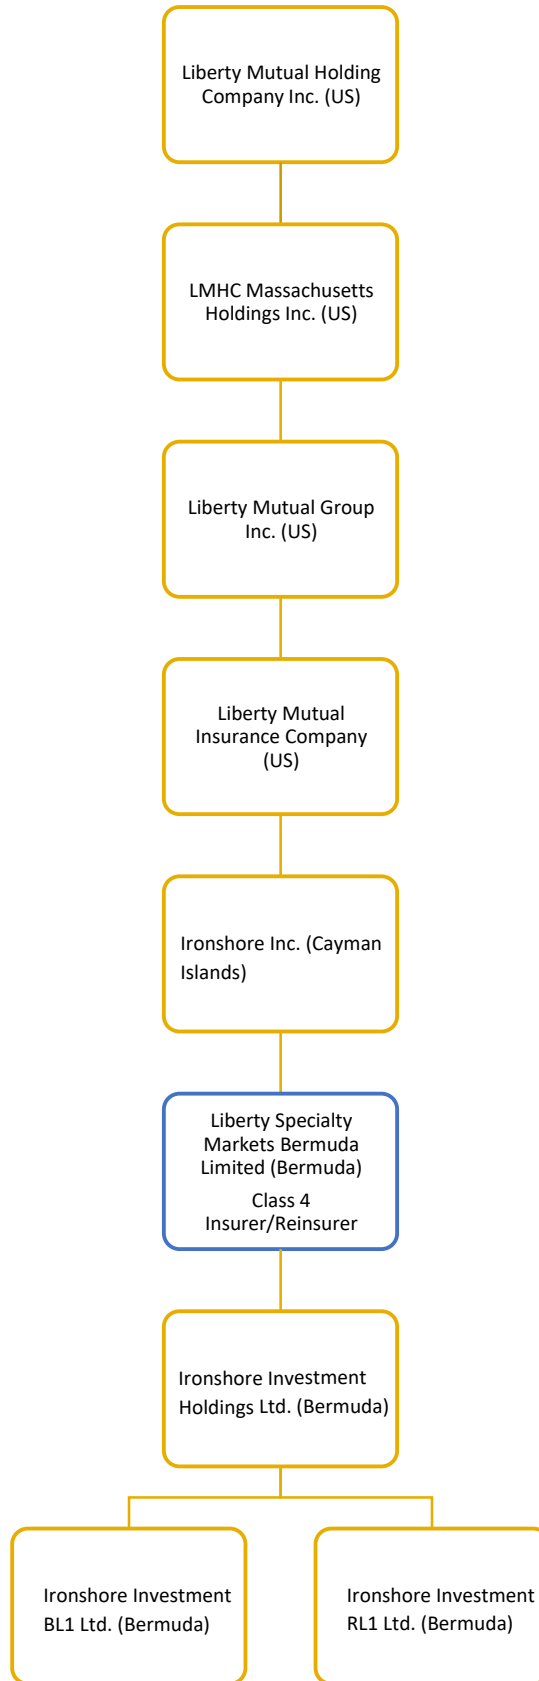 Liberty Mutual Holding
Company Inc. (US)
LMHC Massachusetts
Holdings Inc. (US)
Liberty Mutual Group
Inc. (US)
Liberty Mutual
Insurance Company
(US)
Ironshore Inc. (Cayman
Islands)
Liberty Specialty
Markets Bermuda
Limited (Bermuda)
Class 4
Insurer/Reinsurer
Ironshore Investment
Holdings Ltd. (Bermuda)
Ironshore Investment
BL1 Ltd. (Bermuda)
Ironshore Investment
RL1 Ltd. (Bermuda)